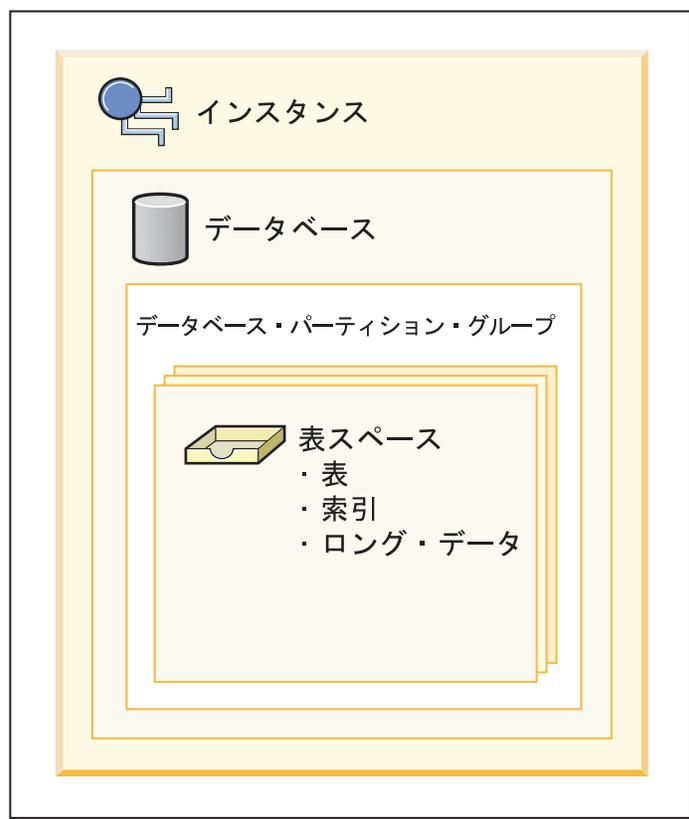 インスタンス
データベース
データベース・パーティション・グループ
表スペース
・表
・索引
・ロング・データ